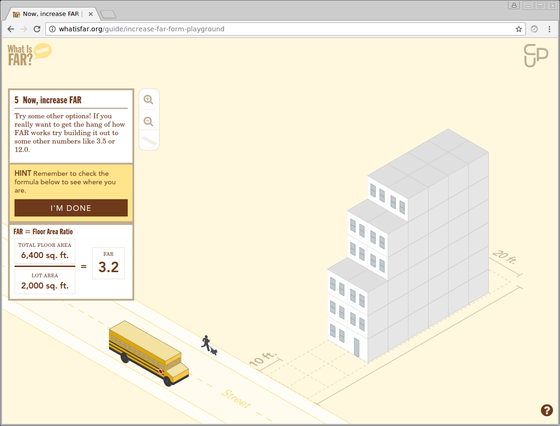 Now, increase FAR |
whatisfar.org/guide/increase-far-form-playground
What Is
FAR?
CUP
5 Now, increase FAR
Try some other options! If you
really want to get the hang of how
FAR works try building it out to
some other numbers like 3.5 or
12.0.
HINT Remember to check the
formula below to see where you
are.
I'M DONE
FAR = Floor Area Ratio
TOTAL FLOOR AREA
6,400 sq. ft.
LOT AREA
2,000 sq. ft.
=
FAR
3.2
20 ft.
10 ft.
Street
?